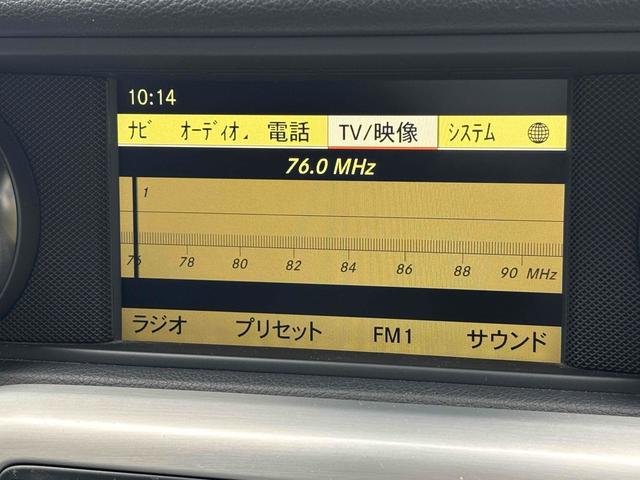 10:14
ﾅﾋﾞ ｵｰﾃﾞｨｵ 電話 TV/映像 ｼｽﾃﾑ
76.0 MHz
1
76 78 80 82 84 86 88 90 MHz
ラジオ プリセット FM1 サウンド